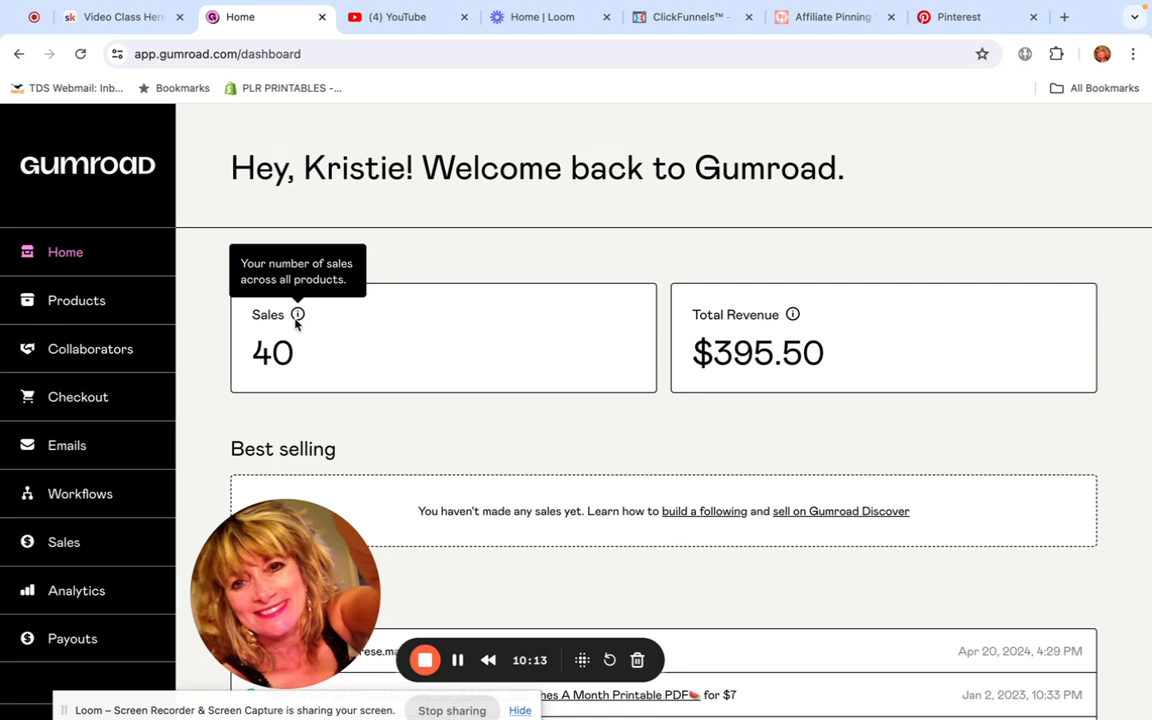 Video Class Her
Home
(4) YouTube
Home | Loom
ClickFunnels™ -
Affiliate Pinning
Pinterest
app.gumroad.com/dashboard
TDS Webmail: Inb...
Bookmarks
PLR PRINTABLES -...
All Bookmarks
GUMROAD
Hey, Kristie! Welcome back to Gumroad.
Home
Products
Collaborators
Checkout
Emails
Workflows
Sales
Analytics
Payouts
Your number of sales
across all products.
Sales
40
Total Revenue
$395.50
Best selling
You haven't made any sales yet. Learn how to build a following and sell on Gumroad Discover
Apr 20, 2024, 4:29 PM
10:13
A Month Printable PDF🍉 for $7
Jan 2, 2023, 10:33 PM
Loom – Screen Recorder & Screen Capture is sharing your screen.
Stop sharing
Hide